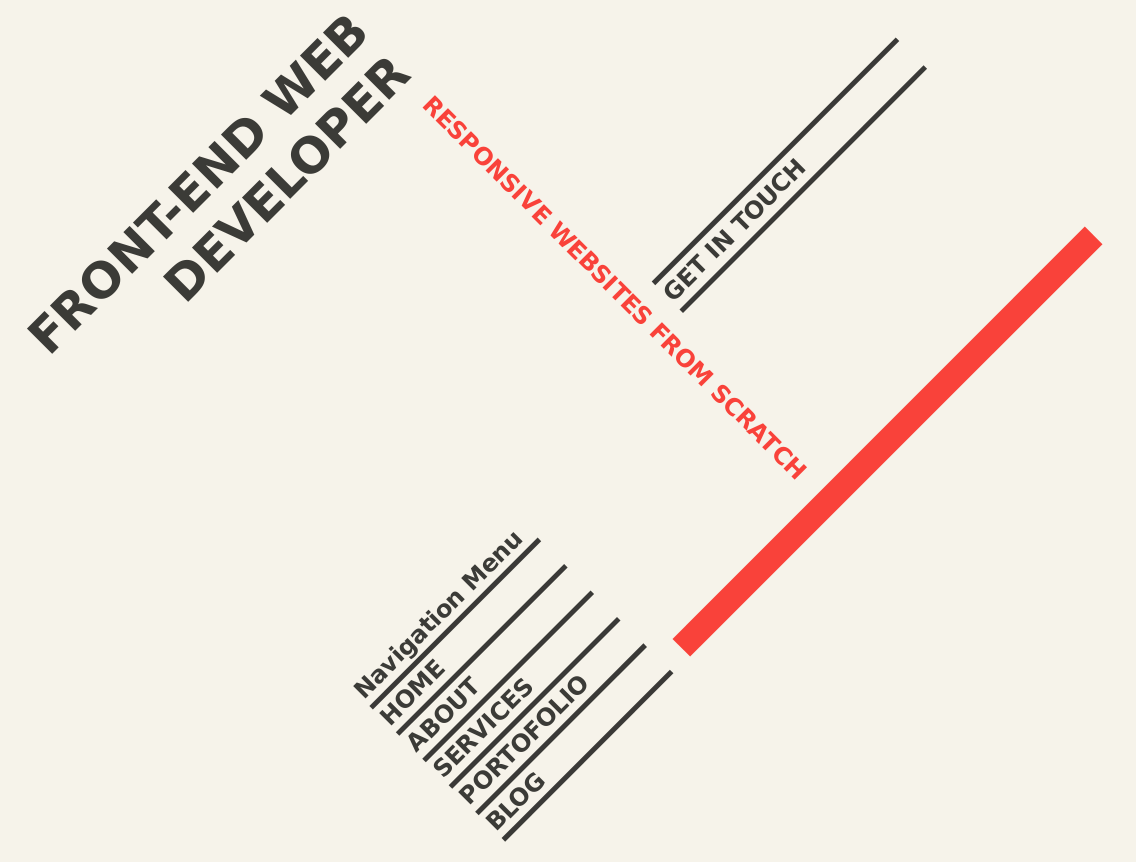 FRONT-END WEB
DEVELOPER
RESPONSIVE WEBSITES FROM SCRATCH
GET IN TOUCH
Navigation Menu
HOME
ABOUT
SERVICES
PORTOFOLIO
BLOG